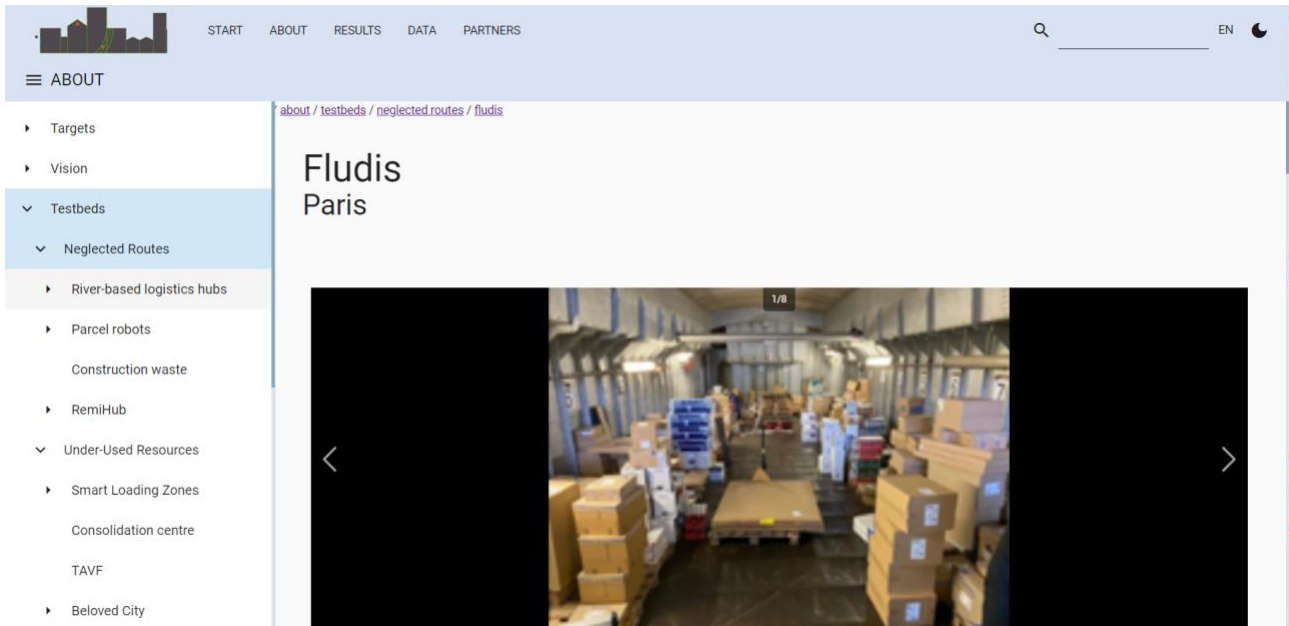 START ABOUT RESULTS DATA PARTNERS EN
ABOUT
/ about / testbeds / neglected routes / fludis
Targets
Vision
Testbeds
Neglected Routes
River-based logistics hubs
Parcel robots
Construction waste
RemiHub
Under-Used Resources
Smart Loading Zones
Consolidation centre
TAVF
Beloved City
Fludis
Paris
1/8